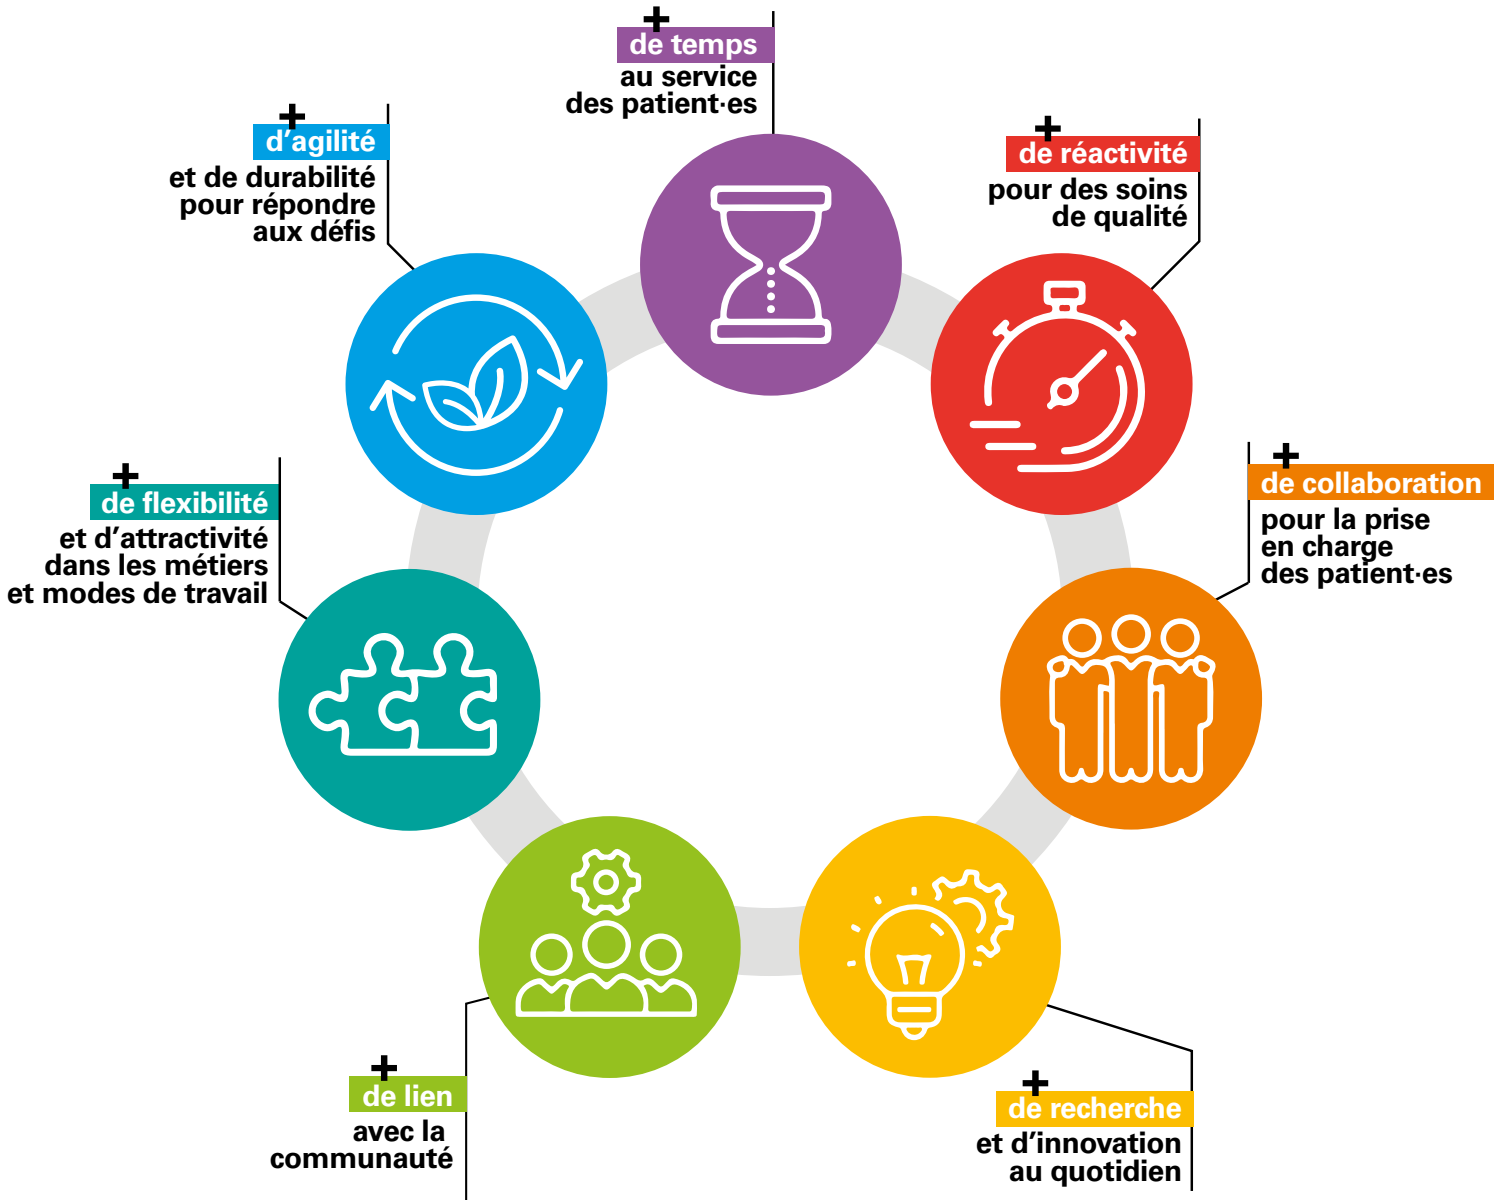 +
de temps
au service
des patient·es
+
de réactivité
pour des soins
de qualité
+
de collaboration
pour la prise
en charge
des patient·es
+
de recherche
et d’innovation
au quotidien
+
de lien
avec la
communauté
+
de flexibilité
et d’attractivité
dans les métiers
et modes de travail
+
d’agilité
et de durabilité
pour répondre
aux défis